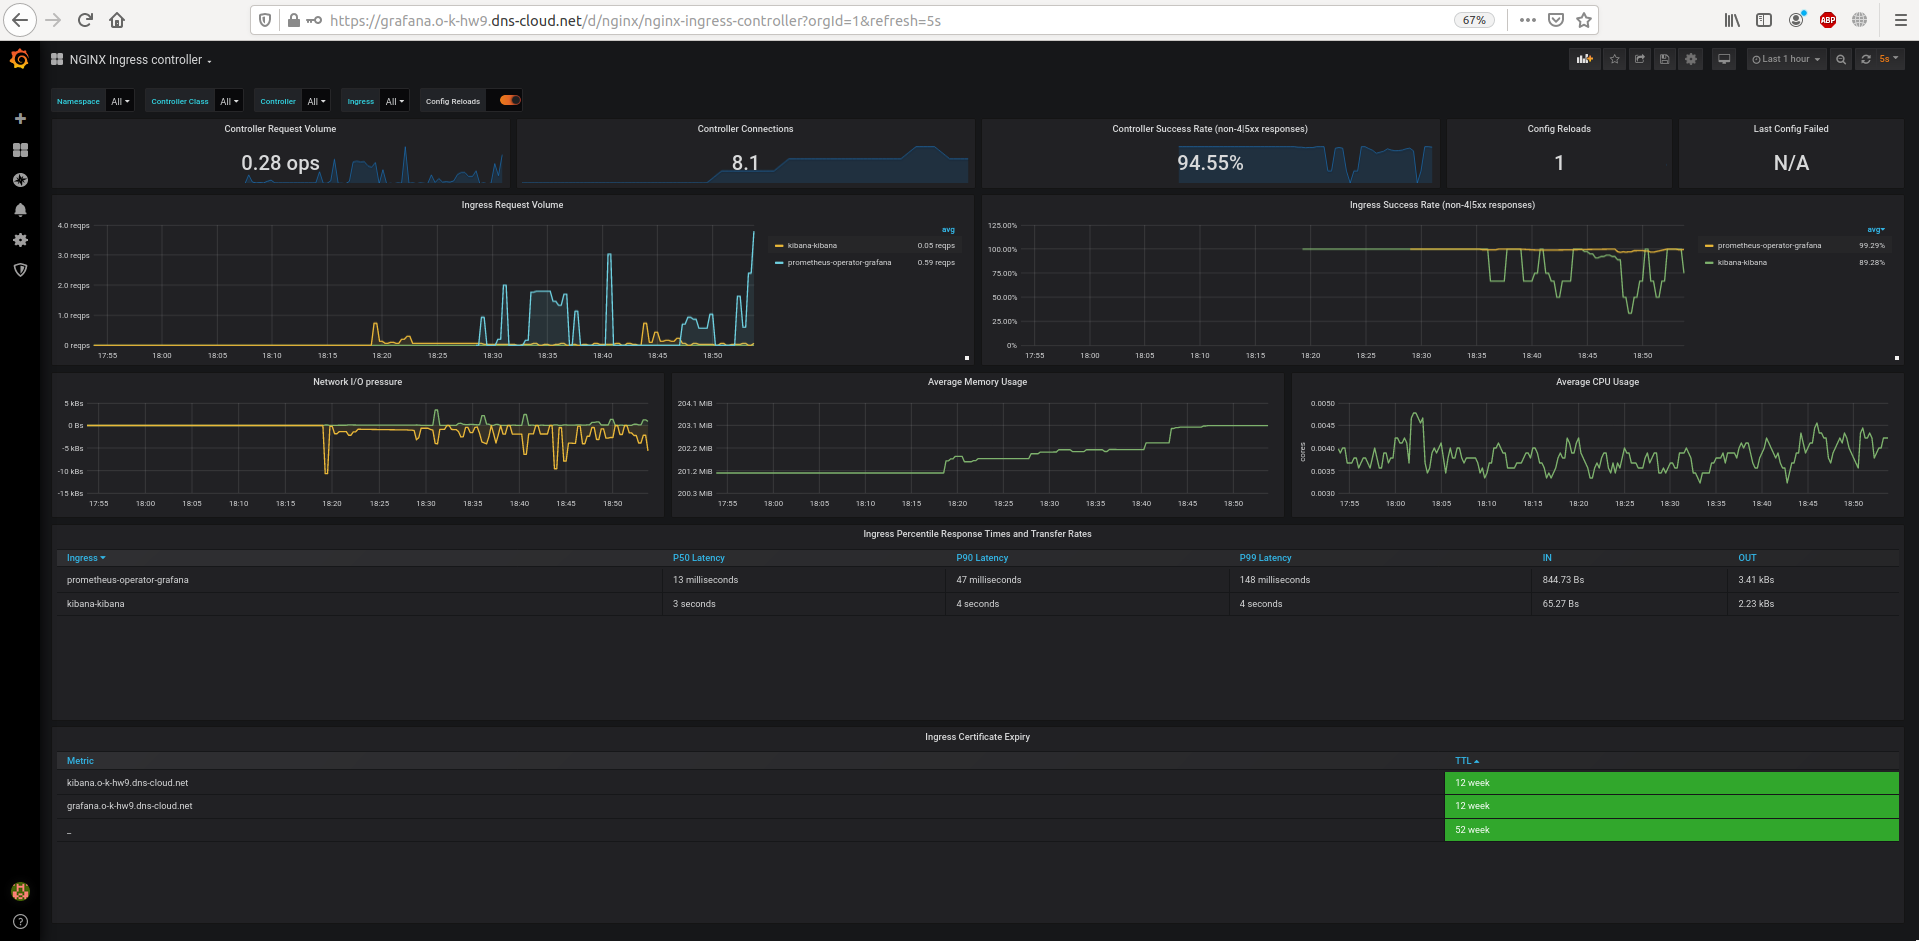 https://grafana.o-k-hw9.dns-cloud.net/d/nginx/nginx-ingress-controller?orgId=1&refresh=5s
67%
ABP
NGINX Ingress controller
Last 1 hour
5s
Namespace All
Controller Class All
Controller All
Ingress All
Config Reloads
Controller Request Volume
0.28 ops
Controller Connections
8.1
Controller Success Rate (non-4|5xx responses)
94.55%
Config Reloads
1
Last Config Failed
N/A
Ingress Request Volume
4.0 reqps
3.0 reqps
2.0 reqps
1.0 reqps
0 reqps
17:55 18:00 18:05 18:10 18:15 18:20 18:25 18:30 18:35 18:40 18:45 18:50
avg
kibana-kibana 0.05 reqps
prometheus-operator-grafana 0.59 reqps
Ingress Success Rate (non-4|5xx responses)
125.00%
100.00%
75.00%
50.00%
25.00%
0%
17:55 18:00 18:05 18:10 18:15 18:20 18:25 18:30 18:35 18:40 18:45 18:50
avg
prometheus-operator-grafana 99.29%
kibana-kibana 89.28%
Network I/O pressure
5 kBs
0 Bs
-5 kBs
-10 kBs
-15 kBs
17:55 18:00 18:05 18:10 18:15 18:20 18:25 18:30 18:35 18:40 18:45 18:50
Average Memory Usage
204.1 MiB
203.1 MiB
202.2 MiB
201.2 MiB
200.3 MiB
17:55 18:00 18:05 18:10 18:15 18:20 18:25 18:30 18:35 18:40 18:45 18:50
Average CPU Usage
cores
0.0050
0.0045
0.0040
0.0035
0.0030
17:55 18:00 18:05 18:10 18:15 18:20 18:25 18:30 18:35 18:40 18:45 18:50
Ingress Percentile Response Times and Transfer Rates
Ingress P50 Latency P90 Latency P99 Latency IN OUT
prometheus-operator-grafana 13 milliseconds 47 milliseconds 148 milliseconds 844.73 Bs 3.41 kBs
kibana-kibana 3 seconds 4 seconds 4 seconds 65.27 Bs 2.23 kBs
Ingress Certificate Expiry
Metric TTL
kibana.o-k-hw9.dns-cloud.net 12 week
grafana.o-k-hw9.dns-cloud.net 12 week
_ 52 week